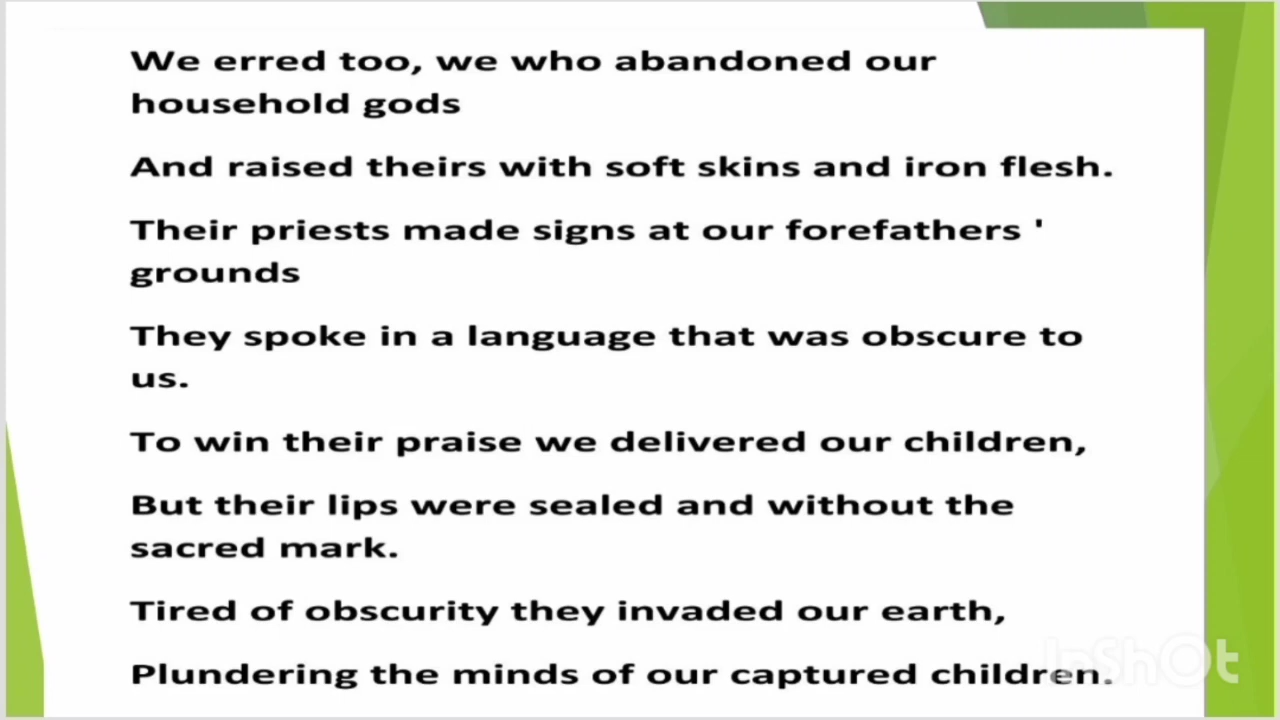 We erred too, we who abandoned our
household gods
And raised theirs with soft skins and iron flesh.
Their priests made signs at our forefathers '
grounds
They spoke in a language that was obscure to
us.
To win their praise we delivered our children,
But their lips were sealed and without the
sacred mark.
Tired of obscurity they invaded our earth,
Plundering the minds of our captured children.
InShOt